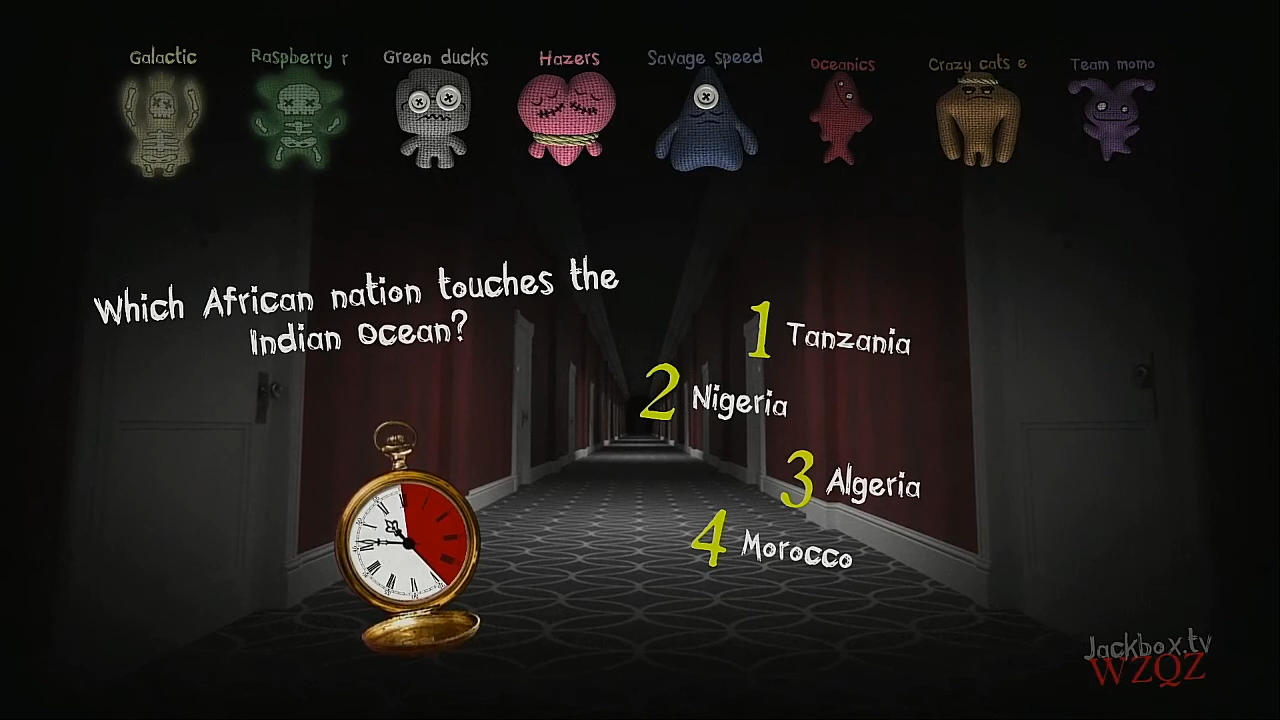 Galactic
Raspberry r
Green ducks
Hazers
Savage speed
Oceanics
Crazy cats e
Team momo
Which African nation touches the
Indian Ocean?
1 Tanzania
2 Nigeria
3 Algeria
4 Morocco
Jackbox.tv
WZQZ